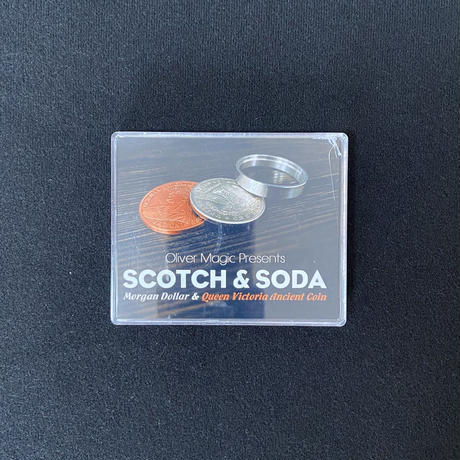 Oliver Magic Presents
SCOTCH & SODA
Morgan Dollar & Queen Victoria Ancient Coin